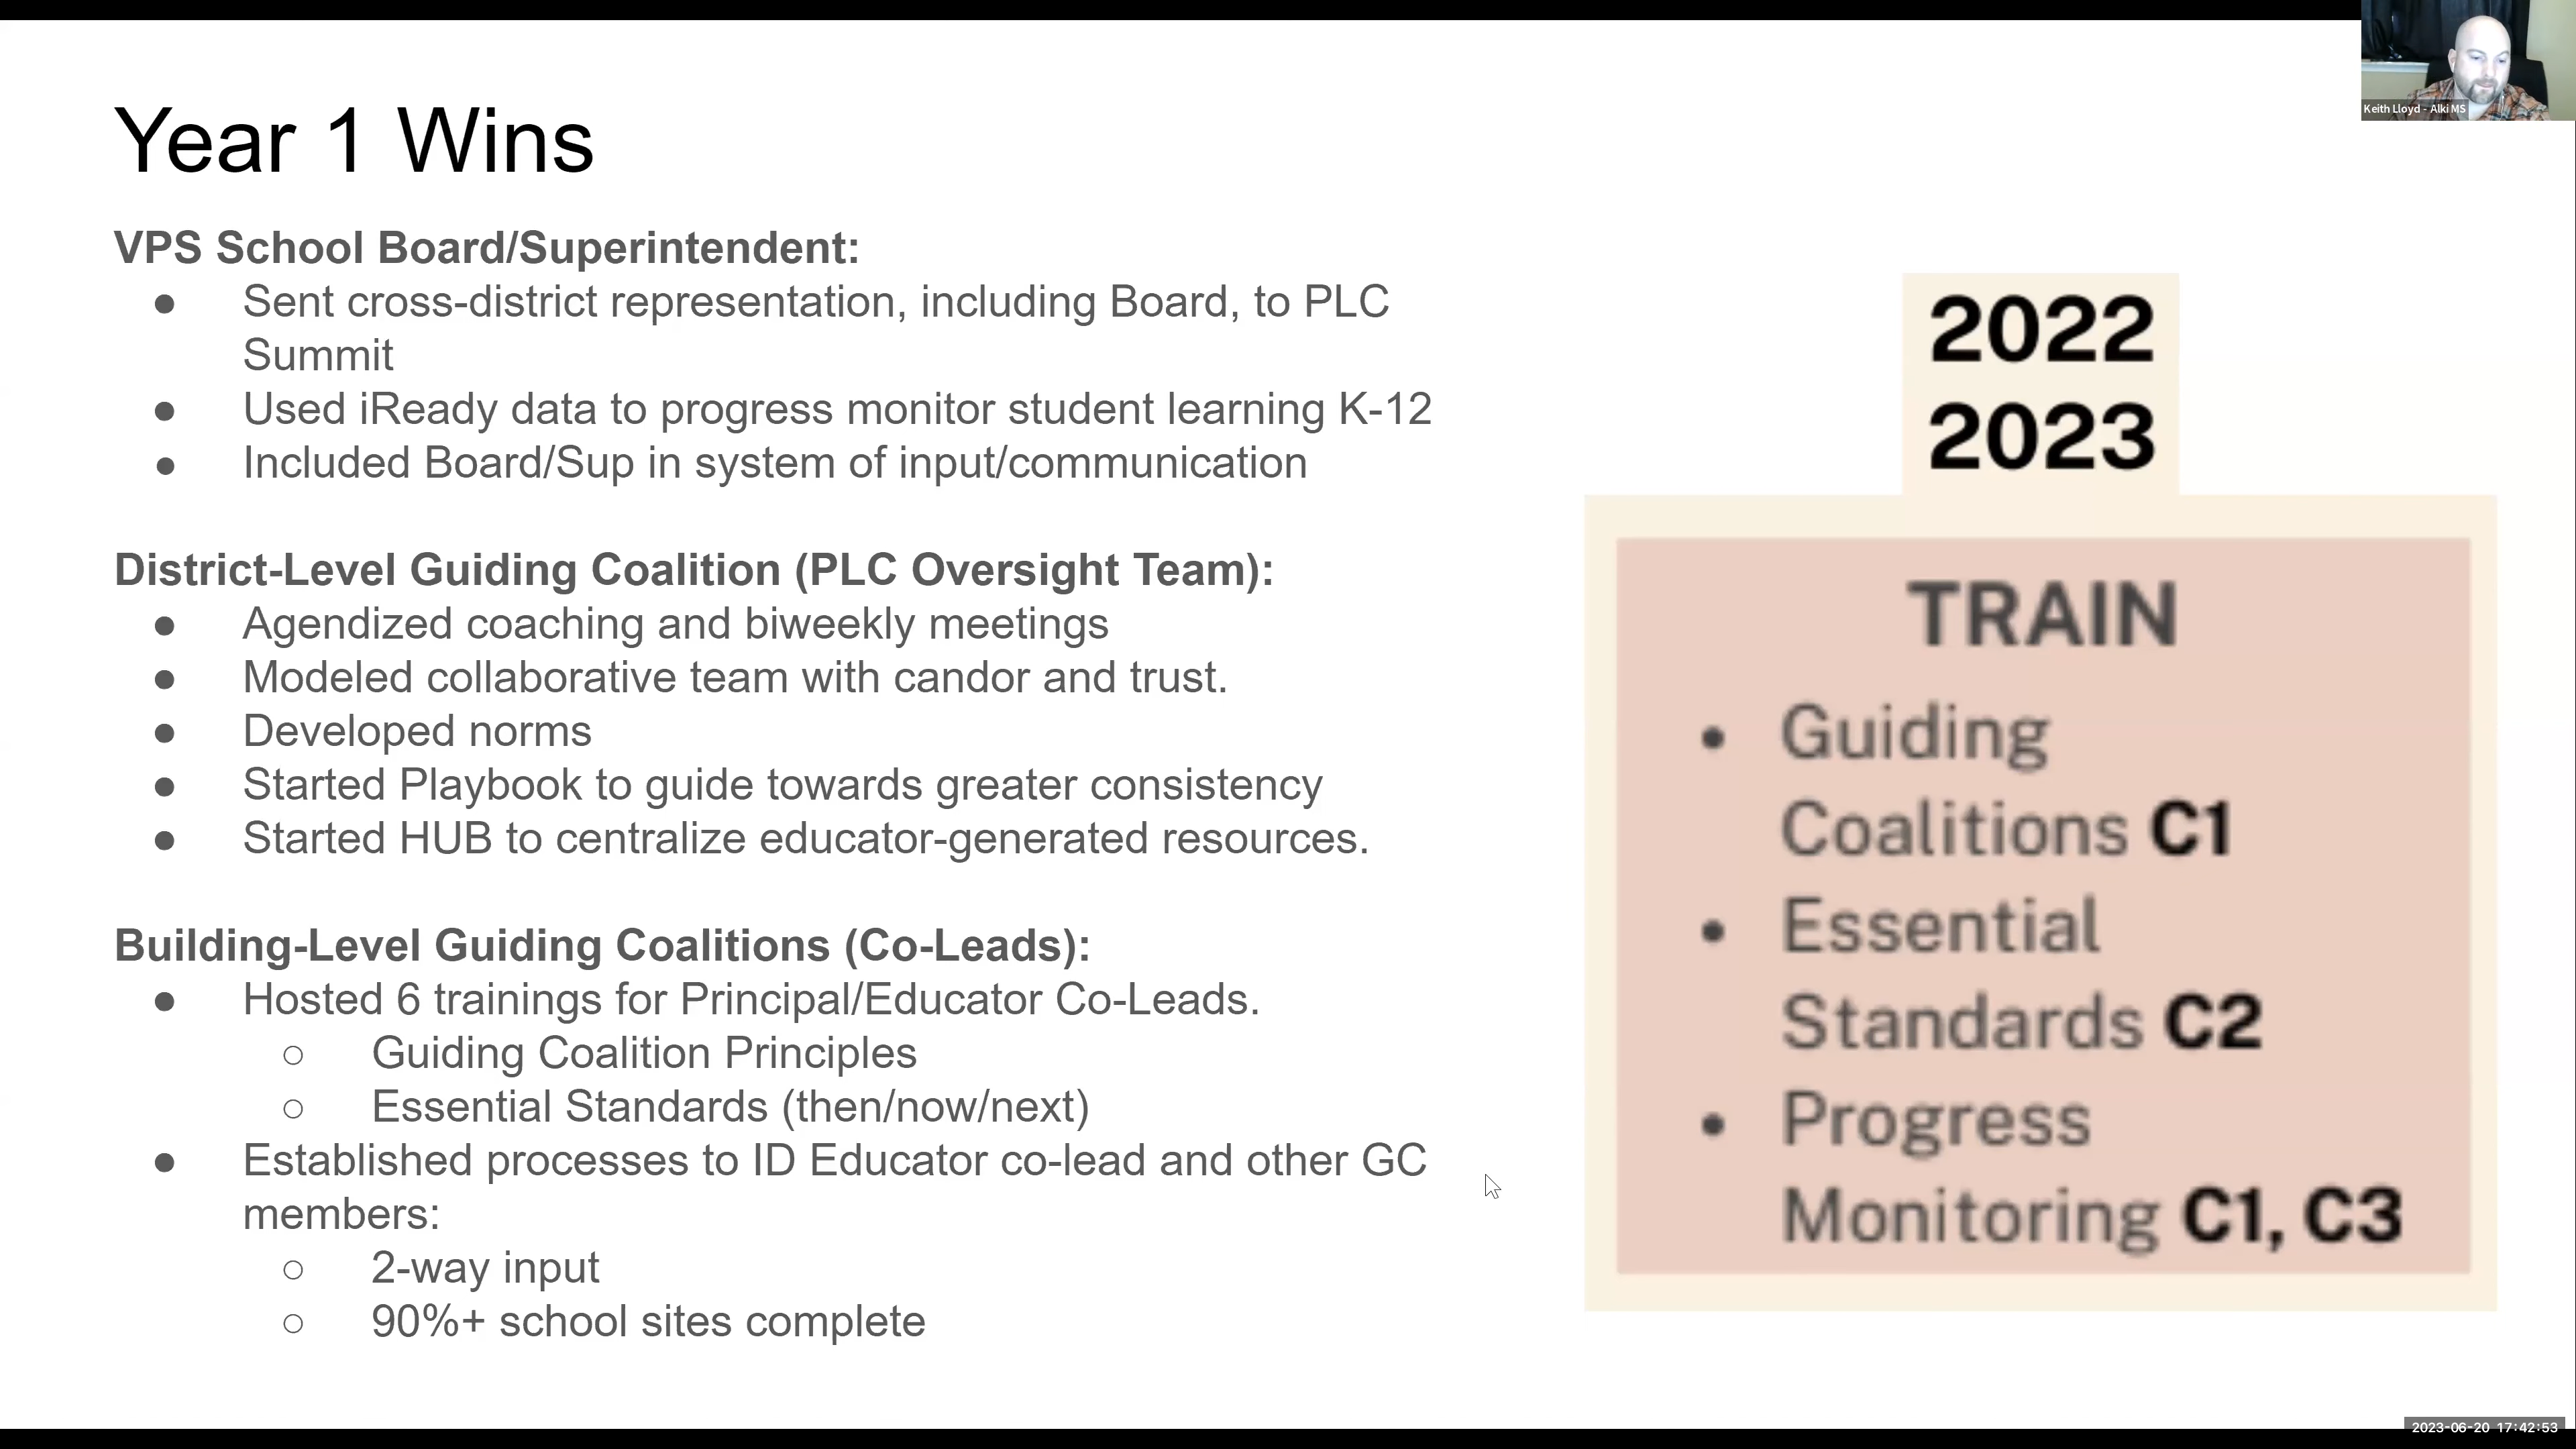 Year 1 Wins
VPS School Board/Superintendent:
● Sent cross-district representation, including Board, to PLC
Summit
● Used iReady data to progress monitor student learning K-12
● Included Board/Sup in system of input/communication
District-Level Guiding Coalition (PLC Oversight Team):
● Agendized coaching and biweekly meetings
● Modeled collaborative team with candor and trust.
● Developed norms
● Started Playbook to guide towards greater consistency
● Started HUB to centralize educator-generated resources.
Building-Level Guiding Coalitions (Co-Leads):
● Hosted 6 trainings for Principal/Educator Co-Leads.
○ Guiding Coalition Principles
○ Essential Standards (then/now/next)
● Established processes to ID Educator co-lead and other GC
members:
○ 2-way input
○ 90%+ school sites complete
2022
2023
TRAIN
• Guiding
Coalitions C1
• Essential
Standards C2
• Progress
Monitoring C1, C3
Keith Lloyd - Alki MS
2023-06-20 17:42:53